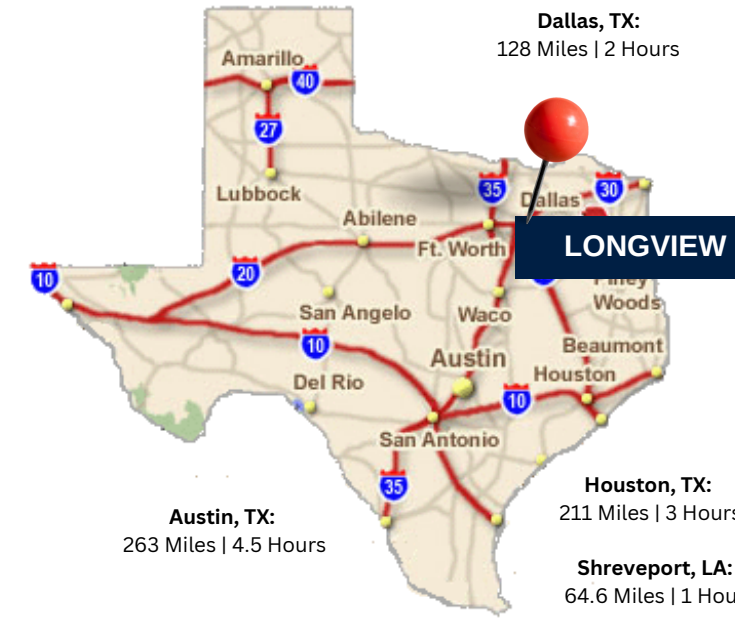 Dallas, TX:
128 Miles | 2 Hours
Amarillo
40
27
Lubbock
35
Dallas
30
Abilene
Ft. Worth
LONGVIEW
10
20
Piney
Woods
San Angelo
Waco
10
Austin
Beaumont
Del Rio
Houston
10
San Antonio
35
Houston, TX:
211 Miles | 3 Hours
Austin, TX:
263 Miles | 4.5 Hours
Shreveport, LA:
64.6 Miles | 1 Hou